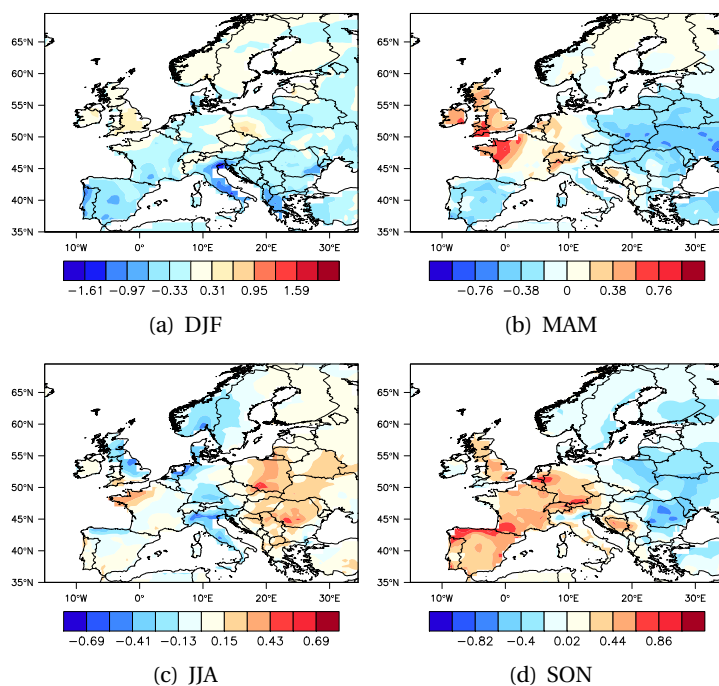 65°N 65°N
60°N 60°N
55°N 55°N
50°N 50°N
45°N 45°N
40°N 40°N
35°N 35°N
10°W 0° 10°E 20°E 30°E 10°W 0° 10°E 20°E 30°E
−1.61 −0.97 −0.33 0.31 0.95 1.59 −0.76 −0.38 0 0.38 0.76
(a) DJF (b) MAM
65°N 65°N
60°N 60°N
55°N 55°N
50°N 50°N
45°N 45°N
40°N 40°N
35°N 35°N
10°W 0° 10°E 20°E 30°E 10°W 0° 10°E 20°E 30°E
−0.69 −0.41 −0.13 0.15 0.43 0.69 −0.82 −0.4 0.02 0.44 0.86
(c) JJA (d) SON